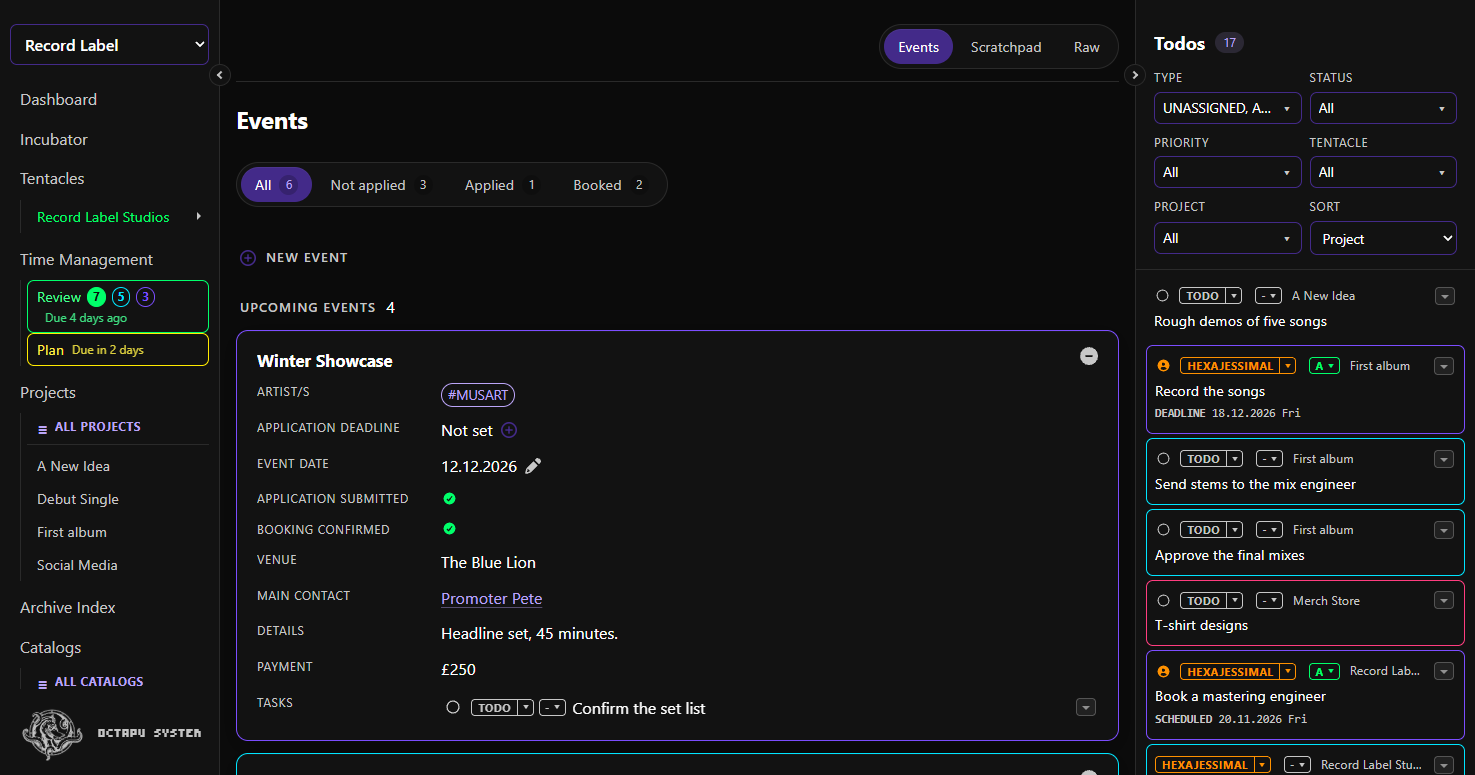 Record Label
Dashboard
Incubator
Tentacles
Record Label Studios
Time Management
Review 7 5 3
Due 4 days ago
Plan Due in 2 days
Projects
ALL PROJECTS
A New Idea
Debut Single
First album
Social Media
Archive Index
Catalogs
ALL CATALOGS
OCTAPU SYSTEM
Events Scratchpad Raw
Events
All 6 Not applied 3 Applied 1 Booked 2
NEW EVENT
UPCOMING EVENTS 4
Winter Showcase
ARTIST/S #MUSART
APPLICATION DEADLINE Not set
EVENT DATE 12.12.2026
APPLICATION SUBMITTED
BOOKING CONFIRMED
VENUE The Blue Lion
MAIN CONTACT Promoter Pete
DETAILS Headline set, 45 minutes.
PAYMENT £250
TASKS TODO - Confirm the set list
Todos 17
TYPE STATUS
UNASSIGNED, A... All
PRIORITY TENTACLE
All All
PROJECT SORT
All Project
TODO - A New Idea
Rough demos of five songs
HEXAJESSIMAL A First album
Record the songs
DEADLINE 18.12.2026 Fri
TODO - First album
Send stems to the mix engineer
TODO - First album
Approve the final mixes
TODO - Merch Store
T-shirt designs
HEXAJESSIMAL A Record Lab...
Book a mastering engineer
SCHEDULED 20.11.2026 Fri
HEXAJESSIMAL - Record Label Stu...